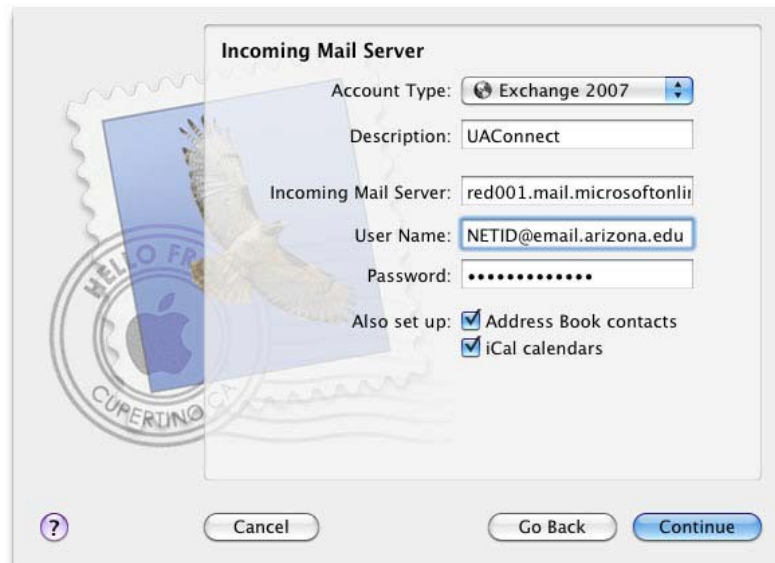 Incoming Mail Server
Account Type: Exchange 2007
Description: UAConnect
Incoming Mail Server: red001.mail.microsoftonlin
User Name: NETID@email.arizona.edu
Password: •••••••••••••
Also set up: Address Book contacts
iCal calendars
HELLO FR
CUPERTINO CA
? Cancel Go Back Continue